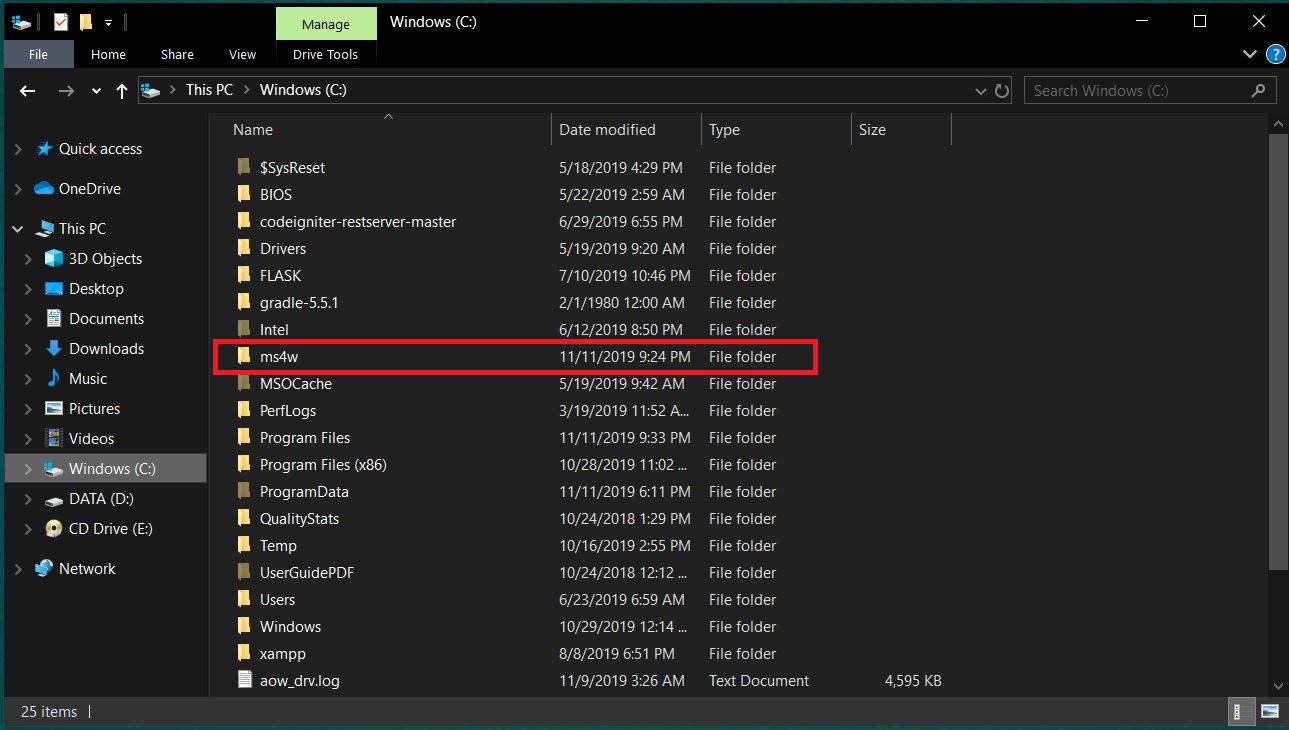 Manage Windows (C:)
File Home Share View Drive Tools
This PC Windows (C:) Search Windows (C:)
Quick access
OneDrive
This PC
3D Objects
Desktop
Documents
Downloads
Music
Pictures
Videos
Windows (C:)
DATA (D:)
CD Drive (E:)
Network
Name Date modified Type Size
$SysReset 5/18/2019 4:29 PM File folder
BIOS 5/22/2019 2:59 AM File folder
codeigniter-restserver-master 6/29/2019 6:55 PM File folder
Drivers 5/19/2019 9:20 AM File folder
FLASK 7/10/2019 10:46 PM File folder
gradle-5.5.1 2/1/1980 12:00 AM File folder
Intel 6/12/2019 8:50 PM File folder
ms4w 11/11/2019 9:24 PM File folder
MSOCache 5/19/2019 9:42 AM File folder
PerfLogs 3/19/2019 11:52 A... File folder
Program Files 11/11/2019 9:33 PM File folder
Program Files (x86) 10/28/2019 11:02 ... File folder
ProgramData 11/11/2019 6:11 PM File folder
QualityStats 10/24/2018 1:29 PM File folder
Temp 10/16/2019 2:55 PM File folder
UserGuidePDF 10/24/2018 12:12 ... File folder
Users 6/23/2019 6:59 AM File folder
Windows 10/29/2019 12:14 ... File folder
xampp 8/8/2019 6:51 PM File folder
aow_drv.log 11/9/2019 3:26 AM Text Document 4,595 KB
25 items